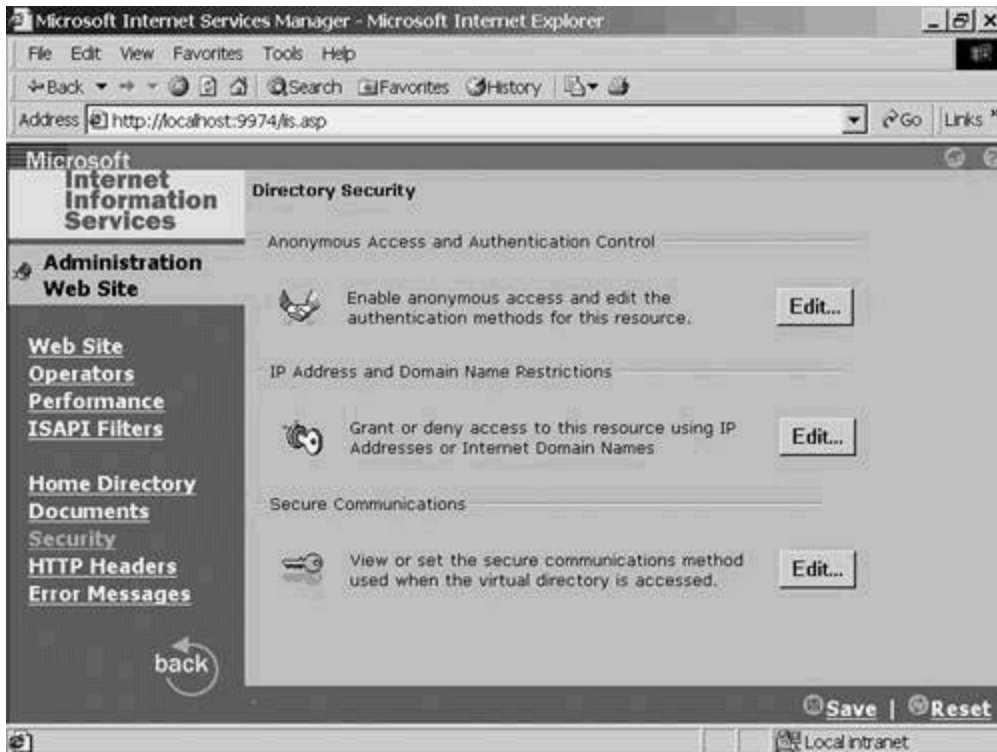 Microsoft Internet Services Manager - Microsoft Internet Explorer
File Edit View Favorites Tools Help
Back Search Favorites History
Address http://localhost:9974/iis.asp Go Links
Microsoft
Internet
Information
Services
Administration
Web Site
Web Site
Operators
Performance
ISAPI Filters
Home Directory
Documents
Security
HTTP Headers
Error Messages
back
Directory Security
Anonymous Access and Authentication Control
Enable anonymous access and edit the
authentication methods for this resource.
Edit...
IP Address and Domain Name Restrictions
Grant or deny access to this resource using IP
Addresses or Internet Domain Names
Edit...
Secure Communications
View or set the secure communications method
used when the virtual directory is accessed.
Edit...
Save | Reset
Local intranet